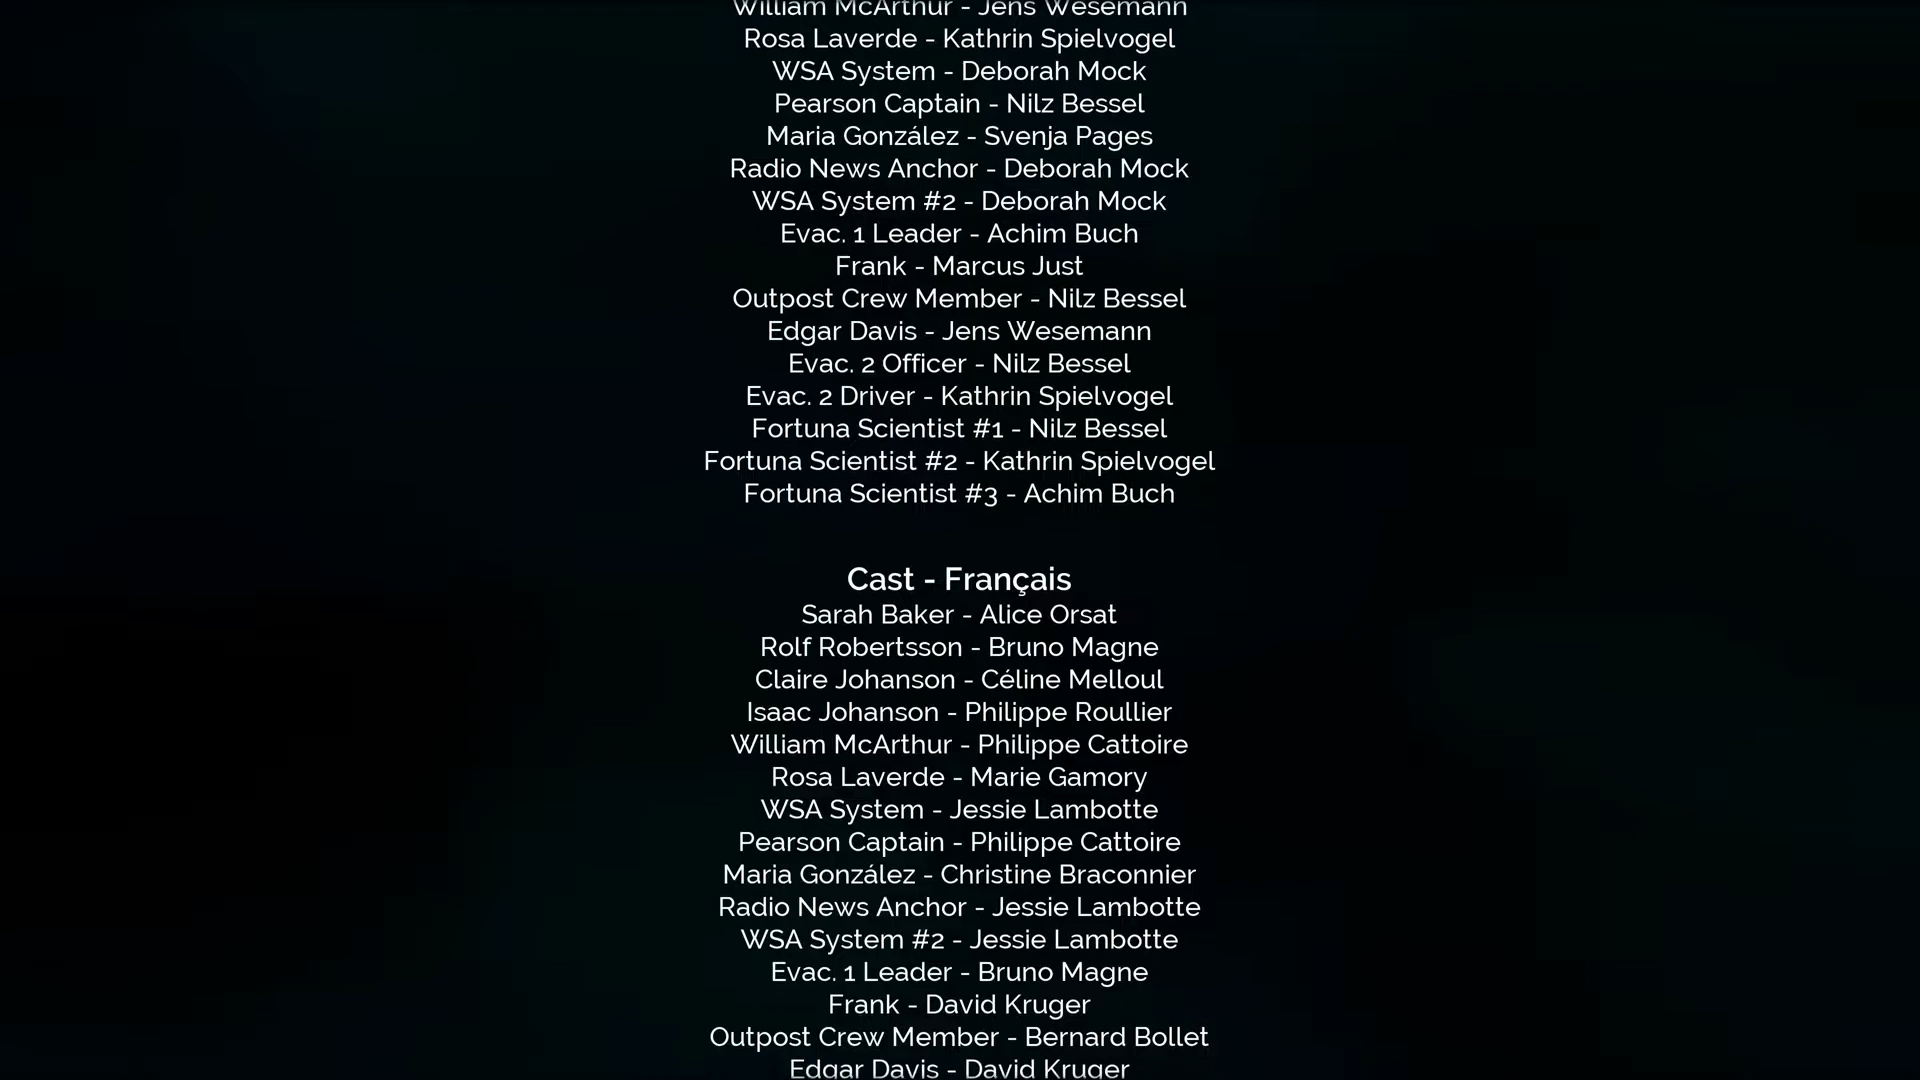 William McArthur - Jens Wesemann
Rosa Laverde - Kathrin Spielvogel
WSA System - Deborah Mock
Pearson Captain - Nilz Bessel
Maria González - Svenja Pages
Radio News Anchor - Deborah Mock
WSA System #2 - Deborah Mock
Evac. 1 Leader - Achim Buch
Frank - Marcus Just
Outpost Crew Member - Nilz Bessel
Edgar Davis - Jens Wesemann
Evac. 2 Officer - Nilz Bessel
Evac. 2 Driver - Kathrin Spielvogel
Fortuna Scientist #1 - Nilz Bessel
Fortuna Scientist #2 - Kathrin Spielvogel
Fortuna Scientist #3 - Achim Buch
Cast - Français
Sarah Baker - Alice Orsat
Rolf Robertsson - Bruno Magne
Claire Johanson - Céline Melloul
Isaac Johanson - Philippe Roullier
William McArthur - Philippe Cattoire
Rosa Laverde - Marie Gamory
WSA System - Jessie Lambotte
Pearson Captain - Philippe Cattoire
Maria González - Christine Braconnier
Radio News Anchor - Jessie Lambotte
WSA System #2 - Jessie Lambotte
Evac. 1 Leader - Bruno Magne
Frank - David Kruger
Outpost Crew Member - Bernard Bollet
Edgar Davis - David Kruger